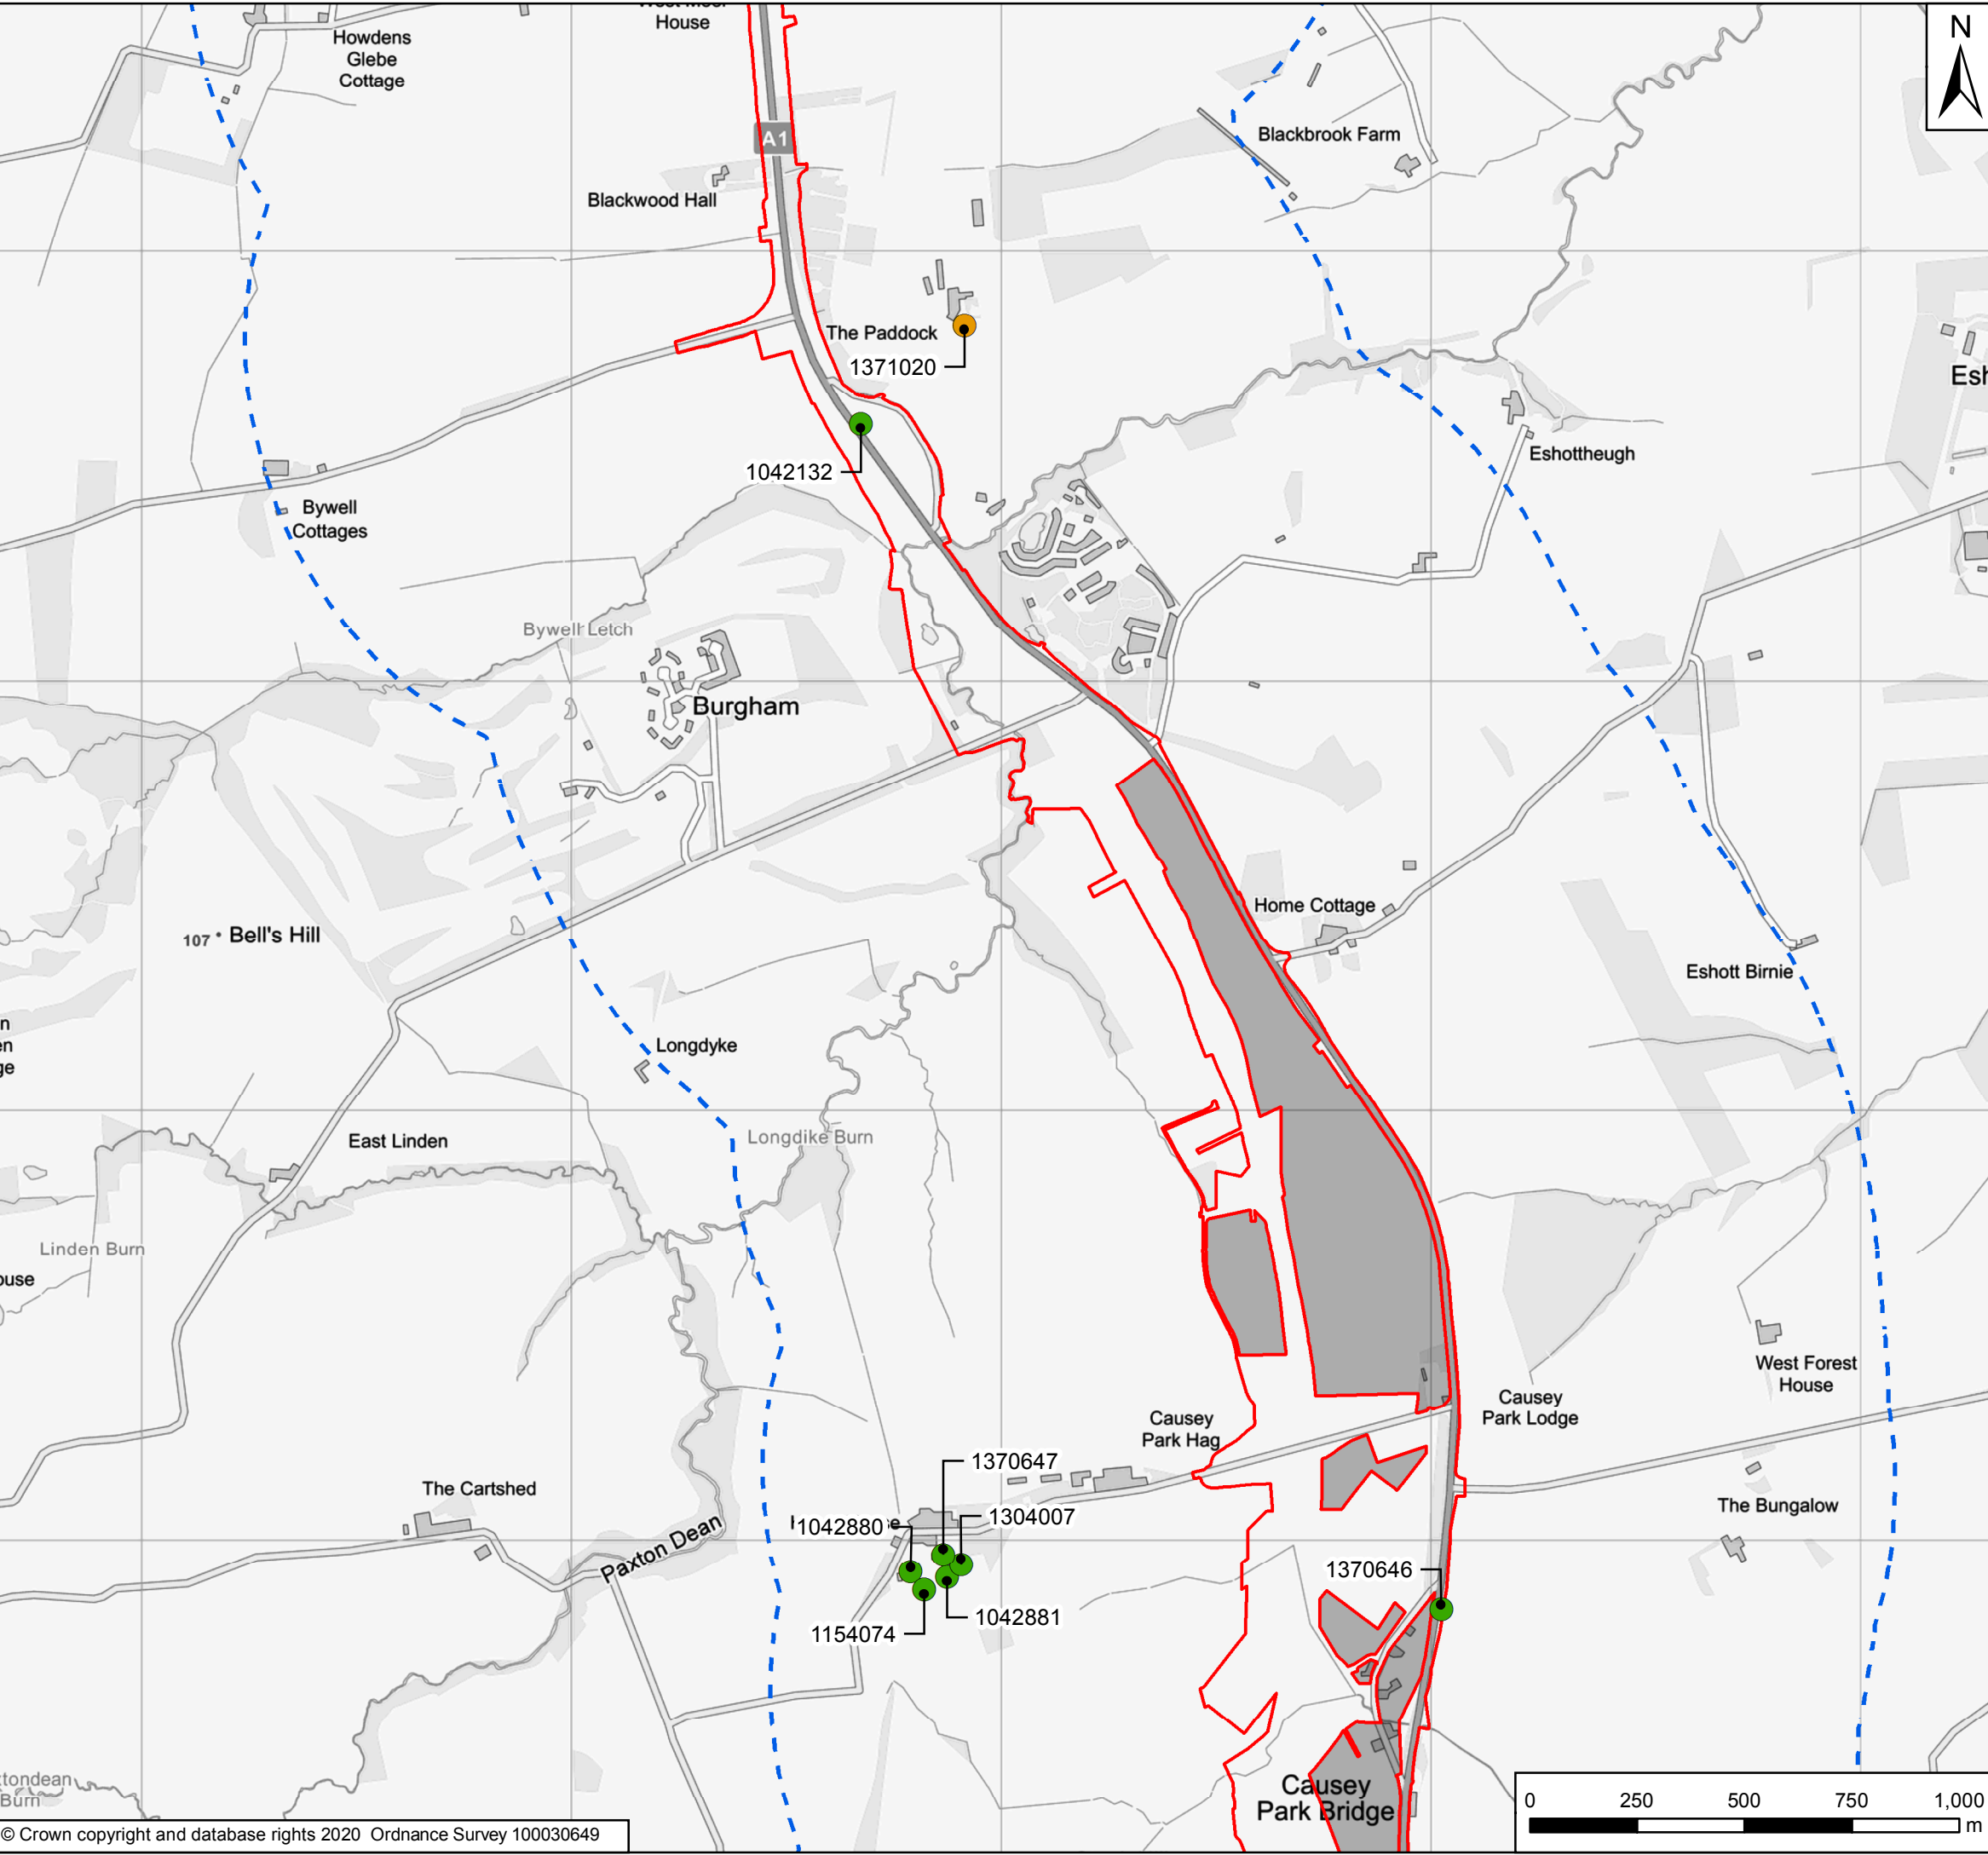 House
N
Howdens
Glebe
Cottage
A1
Blackbrook Farm
Blackwood Hall
The Paddock
1371020
Esh
1042132
Eshottheugh
Bywell
Cottages
Bywell Letch
Burgham
Home Cottage
107 • Bell's Hill
Eshott Birnie
Longdyke
East Linden
Longdike Burn
Linden Burn
West Forest
House
Causey
Park Lodge
Causey
Park Hag
1370647
The Cartshed
The Bungalow
1304007
1042880
Paxton Dean
1370646
1042881
1154074
Causey
Park Bridge
Burn
0 250 500 750 1,000
m
© Crown copyright and database rights 2020 Ordnance Survey 100030649